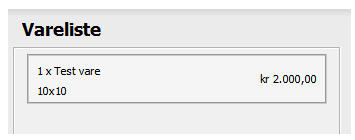 Vareliste
1 x Test vare
kr 2.000,00
10x10